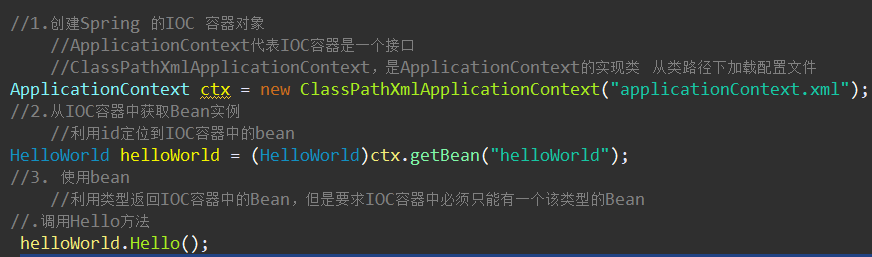 //1.创建Spring 的IOC 容器对象
//ApplicationContext代表IOC容器是一个接口
//ClassPathXmlApplicationContext，是ApplicationContext的实现类 从类路径下加载配置文件
ApplicationContext ctx = new ClassPathXmlApplicationContext("applicationContext.xml");
//2.从IOC容器中获取Bean实例
//利用id定位到IOC容器中的bean
HelloWorld helloWorld = (HelloWorld)ctx.getBean("helloWorld");
//3. 使用bean
//利用类型返回IOC容器中的Bean，但是要求IOC容器中必须只能有一个该类型的Bean
//.调用Hello方法
helloWorld.Hello();